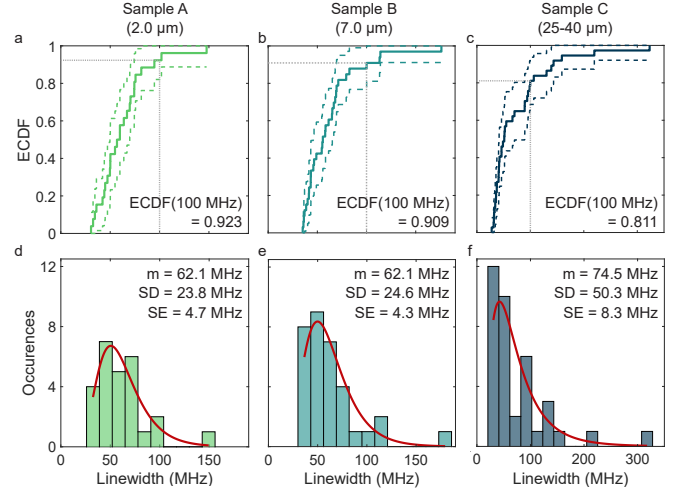 Sample A
(2.0 µm)
Sample B
(7.0 µm)
Sample C
(25-40 µm)
a
b
c
1
0.8
0.6
0.4
0.2
0
ECDF
ECDF(100 MHz)
= 0.923
ECDF(100 MHz)
= 0.909
ECDF(100 MHz)
= 0.811
d
e
f
12
8
4
0
Occurences
m = 62.1 MHz
SD = 23.8 MHz
SE = 4.7 MHz
m = 62.1 MHz
SD = 24.6 MHz
SE = 4.3 MHz
m = 74.5 MHz
SD = 50.3 MHz
SE = 8.3 MHz
0 50 100 150
0 50 100 150
0 100 200 300
Linewidth (MHz)
Linewidth (MHz)
Linewidth (MHz)